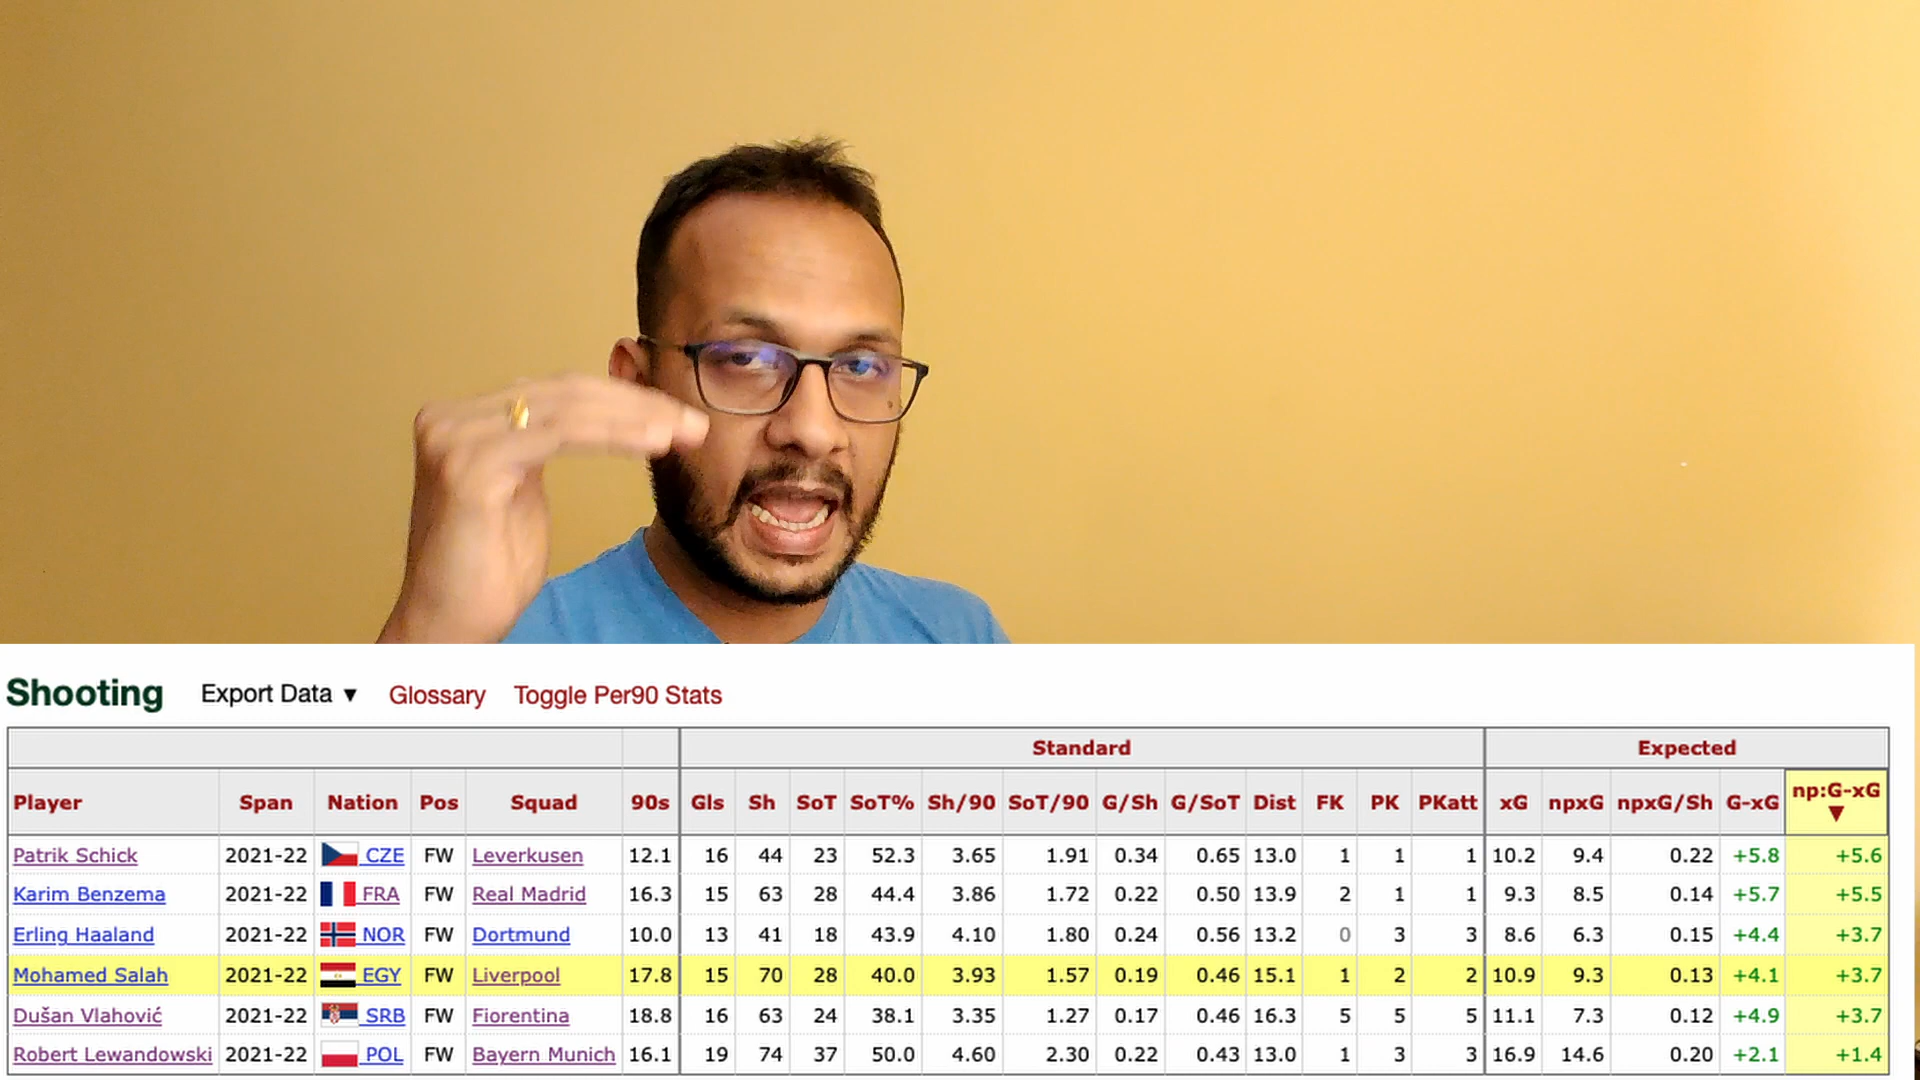 Shooting Export Data ▼ Glossary Toggle Per90 Stats
Standard Expected
Player Span Nation Pos Squad 90s Gls Sh SoT SoT% Sh/90 SoT/90 G/Sh G/SoT Dist FK PK PKatt xG npxG npxG/Sh G-xG np:G-xG ▼
Patrik Schick 2021-22 CZE FW Leverkusen 12.1 16 44 23 52.3 3.65 1.91 0.34 0.65 13.0 1 1 1 10.2 9.4 0.22 +5.8 +5.6
Karim Benzema 2021-22 FRA FW Real Madrid 16.3 15 63 28 44.4 3.86 1.72 0.22 0.50 13.9 2 1 1 9.3 8.5 0.14 +5.7 +5.5
Erling Haaland 2021-22 NOR FW Dortmund 10.0 13 41 18 43.9 4.10 1.80 0.24 0.56 13.2 0 3 3 8.6 6.3 0.15 +4.4 +3.7
Mohamed Salah 2021-22 EGY FW Liverpool 17.8 15 70 28 40.0 3.93 1.57 0.19 0.46 15.1 1 2 2 10.9 9.3 0.13 +4.1 +3.7
Dušan Vlahović 2021-22 SRB FW Fiorentina 18.8 16 63 24 38.1 3.35 1.27 0.17 0.46 16.3 5 5 5 11.1 7.3 0.12 +4.9 +3.7
Robert Lewandowski 2021-22 POL FW Bayern Munich 16.1 19 74 37 50.0 4.60 2.30 0.22 0.43 13.0 1 3 3 16.9 14.6 0.20 +2.1 +1.4